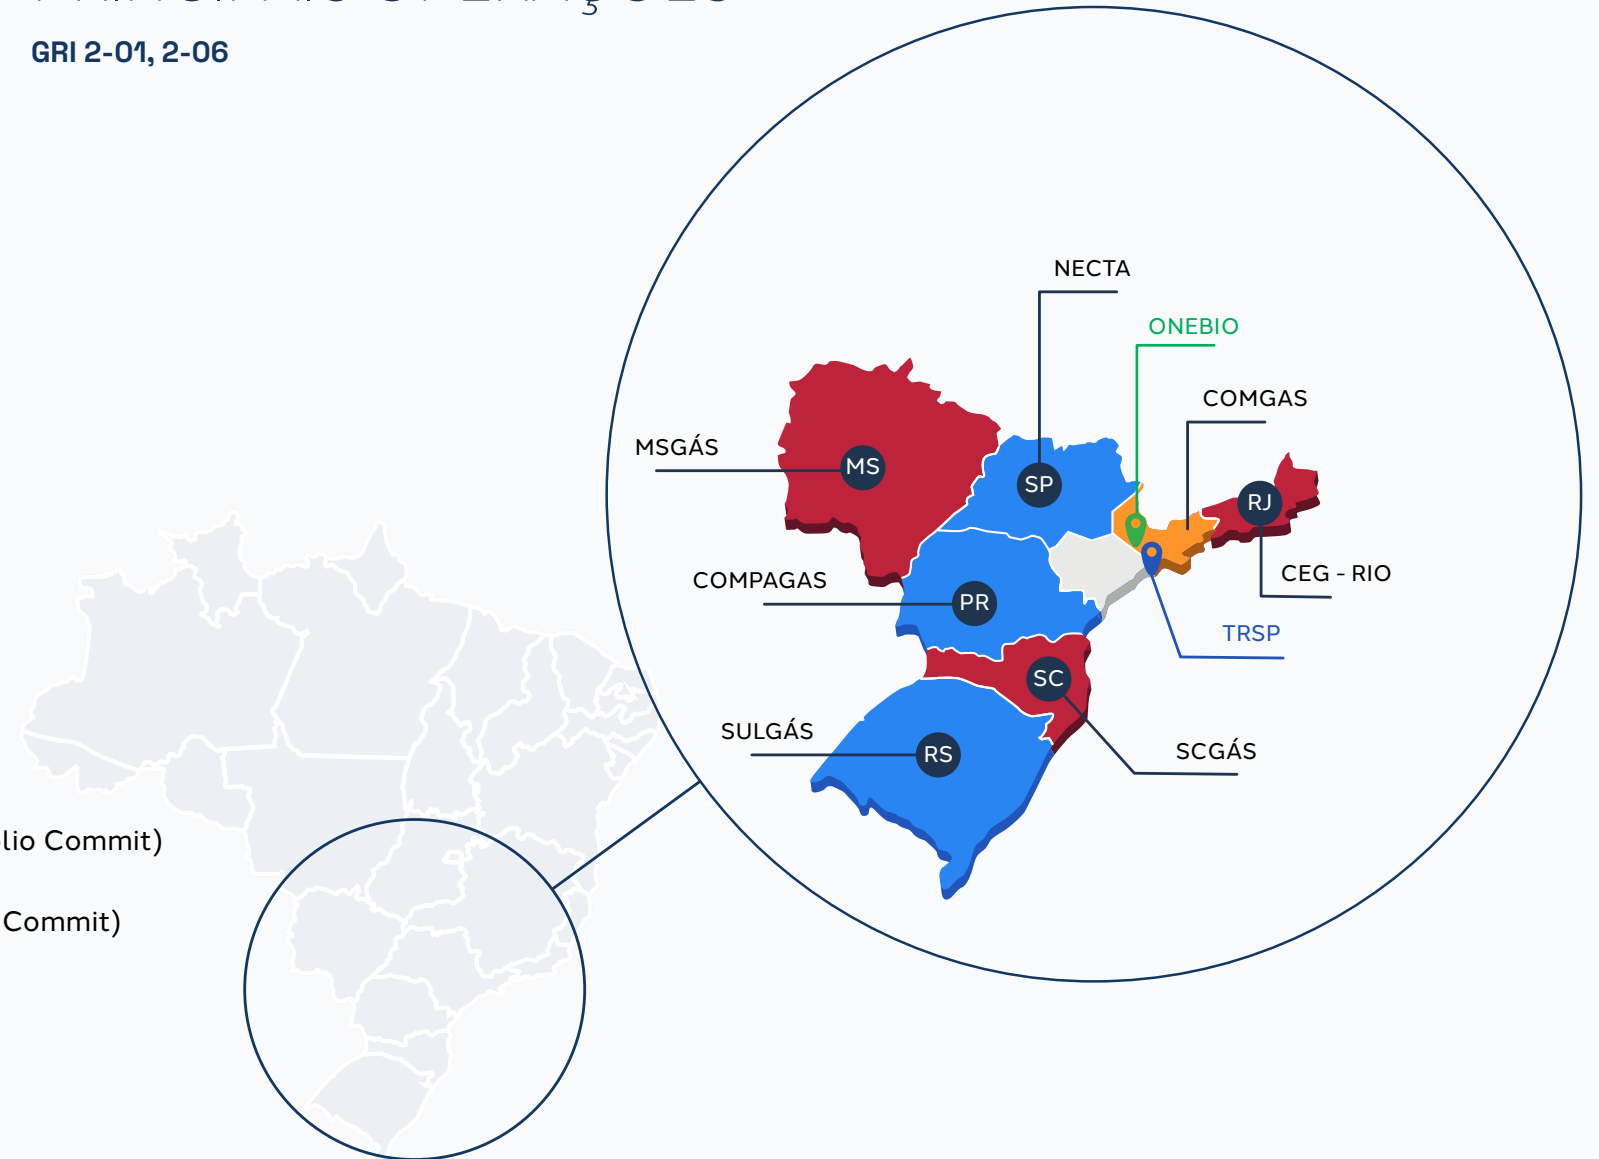 GRI 2-01, 2-06
NECTA
ONEBIO
COMGAS
MSGÁS
MS
SP
RJ
CEG - RIO
COMPAGAS
PR
TRSP
SC
SULGÁS
RS
SCGÁS
lio Commit)
Commit)